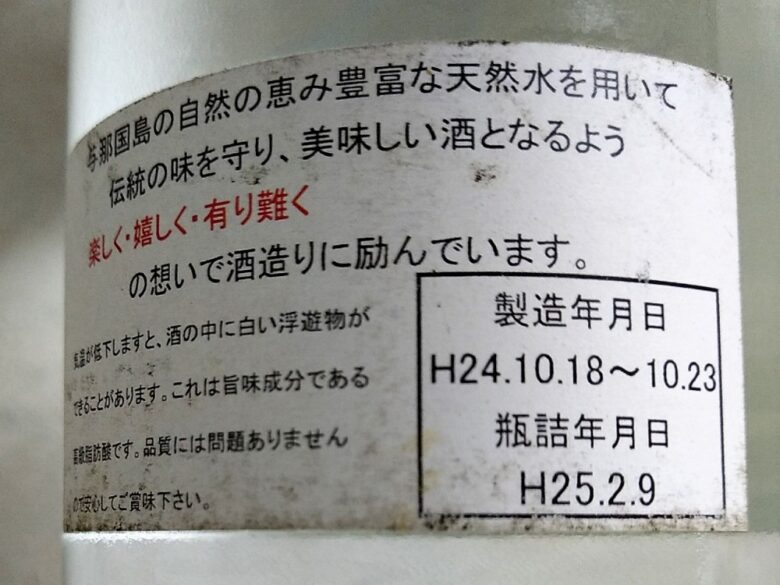 与那国島の自然の恵み豊富な天然水を用いて
伝統の味を守り、美味しい酒となるよう
楽しく・嬉しく・有り難く
の想いで酒造りに励んでいます。
気温が低下しますと、酒の中に白い浮遊物が
できることがあります。これは旨味成分である
高級脂肪酸です。品質には問題ありません
ので安心してご賞味下さい。
製造年月日
H24.10.18～10.23
瓶詰年月日
H25.2.9